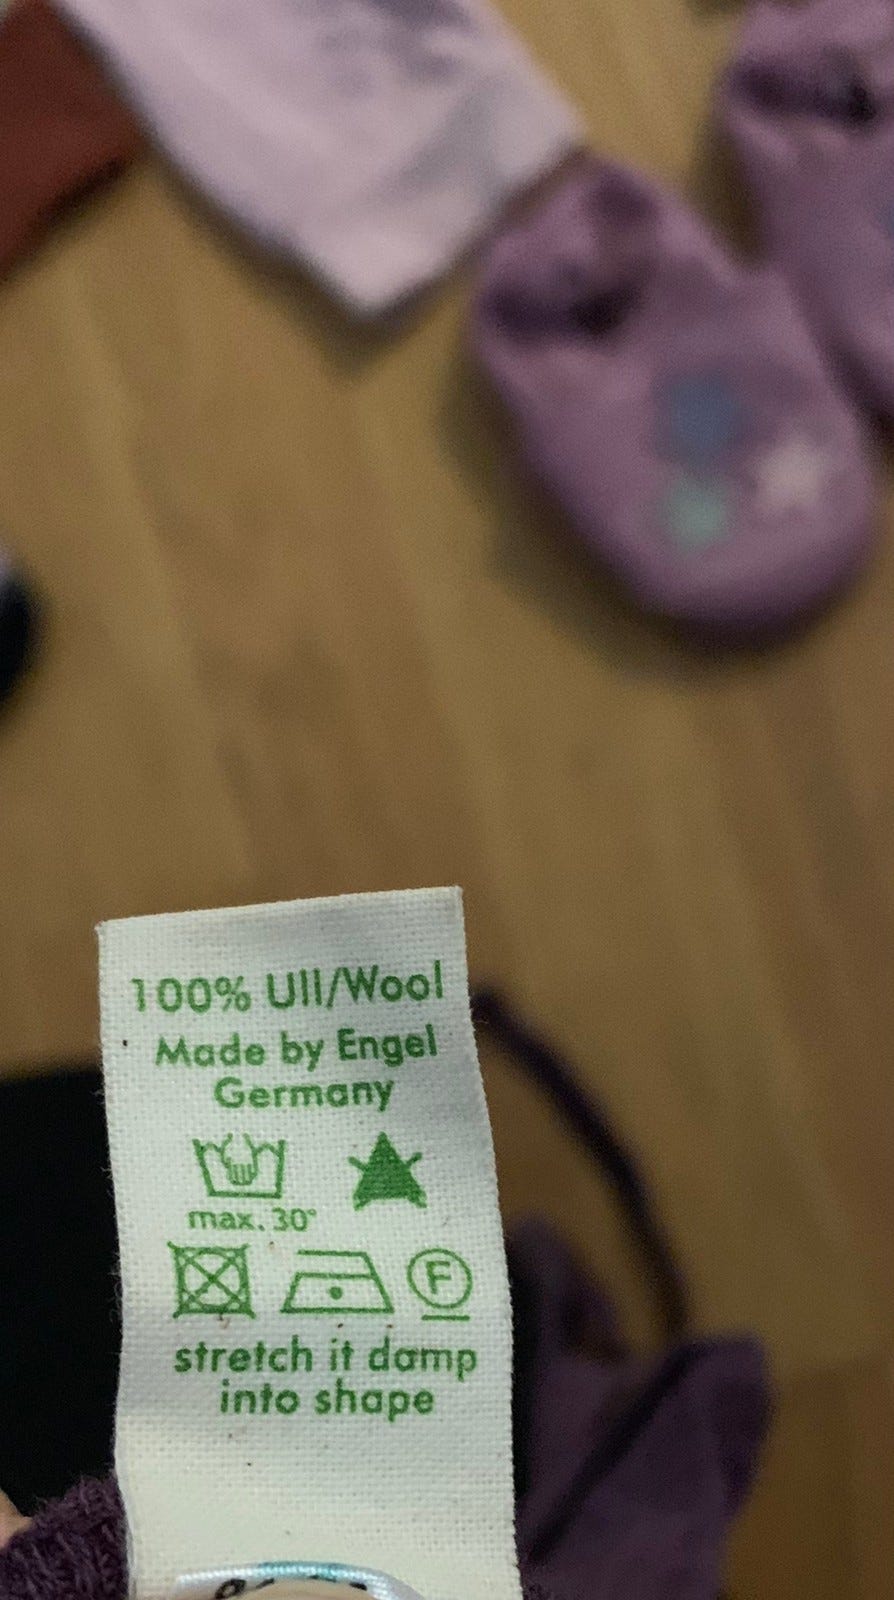 100% Ull/Wool
Made by Engel
Germany
max. 30°
F
stretch it damp
into shape